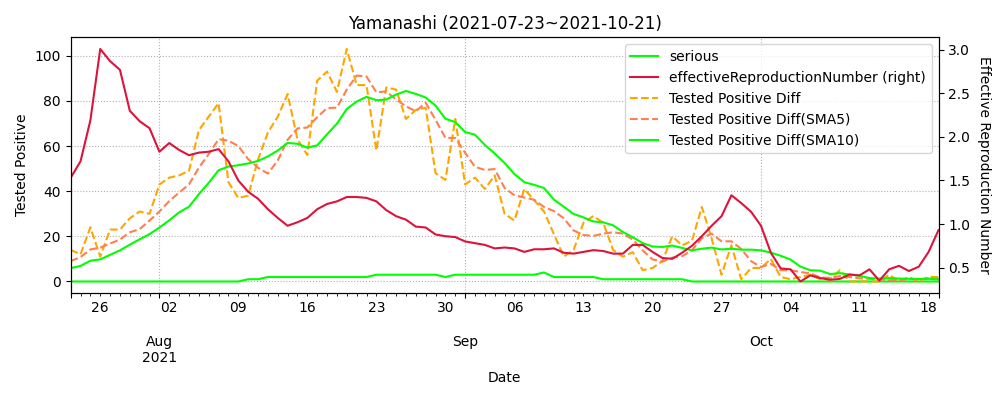 Yamanashi (2021-07-23~2021-10-21)
serious
effectiveReproductionNumber (right)
Tested Positive Diff
Tested Positive Diff(SMA5)
Tested Positive Diff(SMA10)
Tested Positive
100
80
60
40
20
0
3.0
2.5
2.0
1.5
1.0
0.5
Effective Reproduction Number
26 02 09 16 23 30 06 13 20 27 04 11 18
Aug Sep Oct
2021
Date